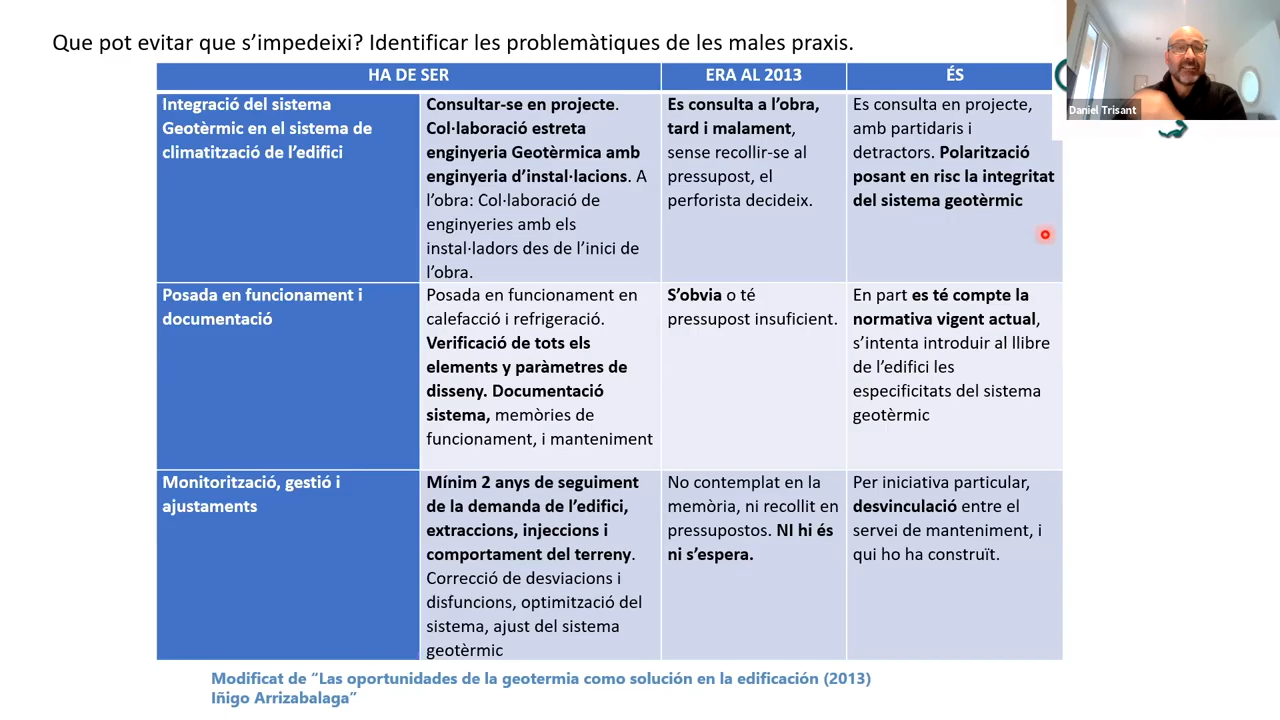 Que pot evitar que s’impedeixi? Identificar les problemàtiques de les males praxis.
HA DE SER
ERA AL 2013
ÉS
Integració del sistema
Geotèrmic en el sistema de
climatització de l’edifici
Consultar-se en projecte.
Col·laboració estreta
enginyeria Geotèrmica amb
enginyeria d’instal·lacions. A
l’obra: Col·laboració de
enginyeries amb els
instal·ladors des de l’inici de
l’obra.
Es consulta a l’obra,
tard i malament,
sense recollir-se al
pressupost, el
perforista decideix.
Es consulta en projecte,
amb partidaris i
detractors. Polarització
posant en risc la integritat
del sistema geotèrmic
Posada en funcionament i
documentació
Posada en funcionament en
calefacció i refrigeració.
Verificació de tots els
elements y paràmetres de
disseny. Documentació
sistema, memòries de
funcionament, i manteniment
S’obvia o té
pressupost insuficient.
En part es té compte la
normativa vigent actual,
s’intenta introduir al llibre
de l’edifici les
especificitats del sistema
geotèrmic
Monitorització, gestió i
ajustaments
Mínim 2 anys de seguiment
de la demanda de l’edifici,
extraccions, injeccions i
comportament del terreny.
Correcció de desviacions i
disfuncions, optimització del
sistema, ajust del sistema
geotèrmic
No contemplat en la
memòria, ni recollit en
pressupostos. NI hi és
ni s’espera.
Per iniciativa particular,
desvinculació entre el
servei de manteniment, i
qui ho ha construït.
Modificat de “Las oportunidades de la geotermia como solución en la edificación (2013)
Iñigo Arrizabalaga”
Daniel Trisant